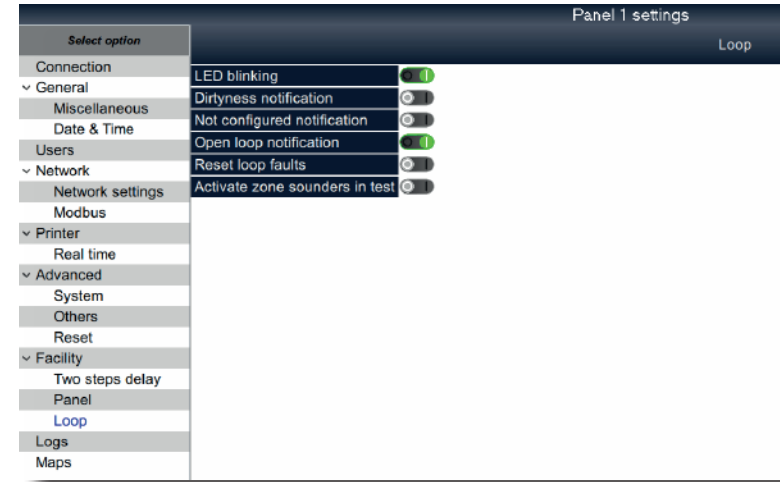 Panel 1 settings
Select option
Loop
Connection
General
Miscellaneous
Date & Time
Users
Network
Network settings
Modbus
Printer
Real time
Advanced
System
Others
Reset
Facility
Two steps delay
Panel
Loop
Logs
Maps
LED blinking
Dirtyness notification
Not configured notification
Open loop notification
Reset loop faults
Activate zone sounders in test